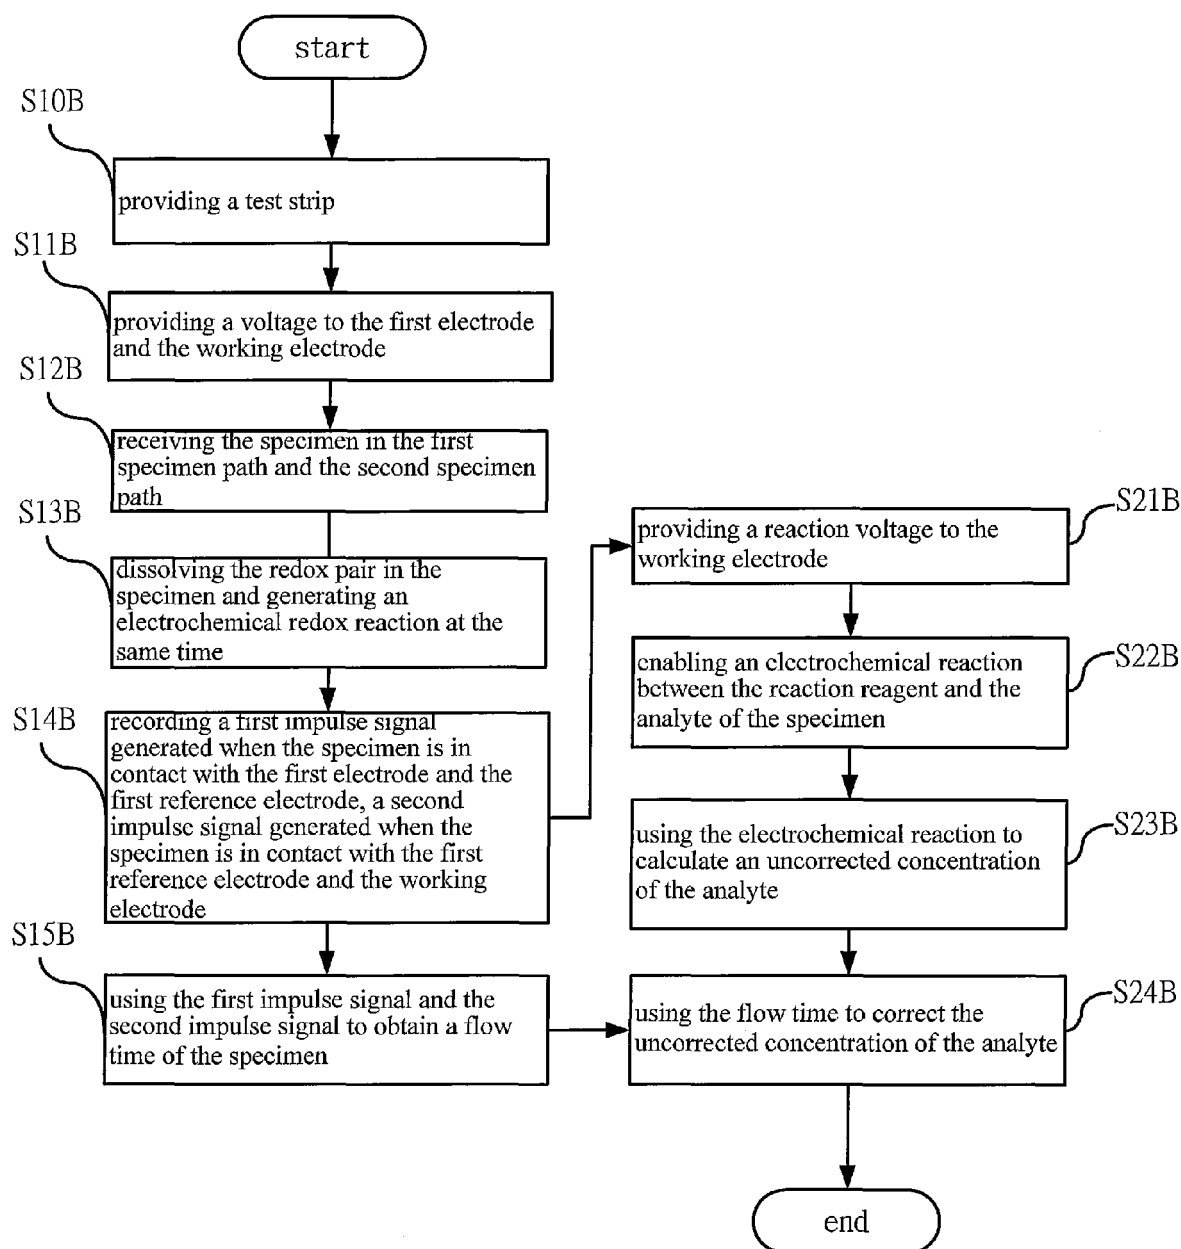 start
S10B
providing a test strip
S11B
providing a voltage to the first electrode
and the working electrode
S12B
receiving the specimen in the first
specimen path and the second specimen
path
S13B
dissolving the redox pair in the
specimen and generating an
electrochemical redox reaction at the
same time
S14B
recording a first impulse signal
generated when the specimen is in
contact with the first electrode and the
first reference electrode, a second
impulse signal generated when the
specimen is in contact with the first
reference electrode and the working
electrode
S15B
using the first impulse signal and the
second impulse signal to obtain a flow
time of the specimen
S21B
providing a reaction voltage to the
working electrode
S22B
enabling an electrochemical reaction
between the reaction reagent and the
analyte of the specimen
S23B
using the electrochemical reaction to
calculate an uncorrected concentration
of the analyte
S24B
using the flow time to correct the
uncorrected concentration of the analyte
end